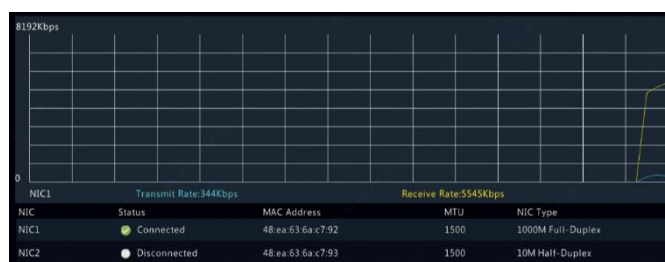 8192Kbps
0
NIC1 Transmit Rate:344Kbps Receive Rate:5545Kbps
NIC Status MAC Address MTU NIC Type
NIC1 Connected 48:ea:63:6a:c7:92 1500 1000M Full-Duplex
NIC2 Disconnected 48:ea:63:6a:c7:93 1500 10M Half-Duplex